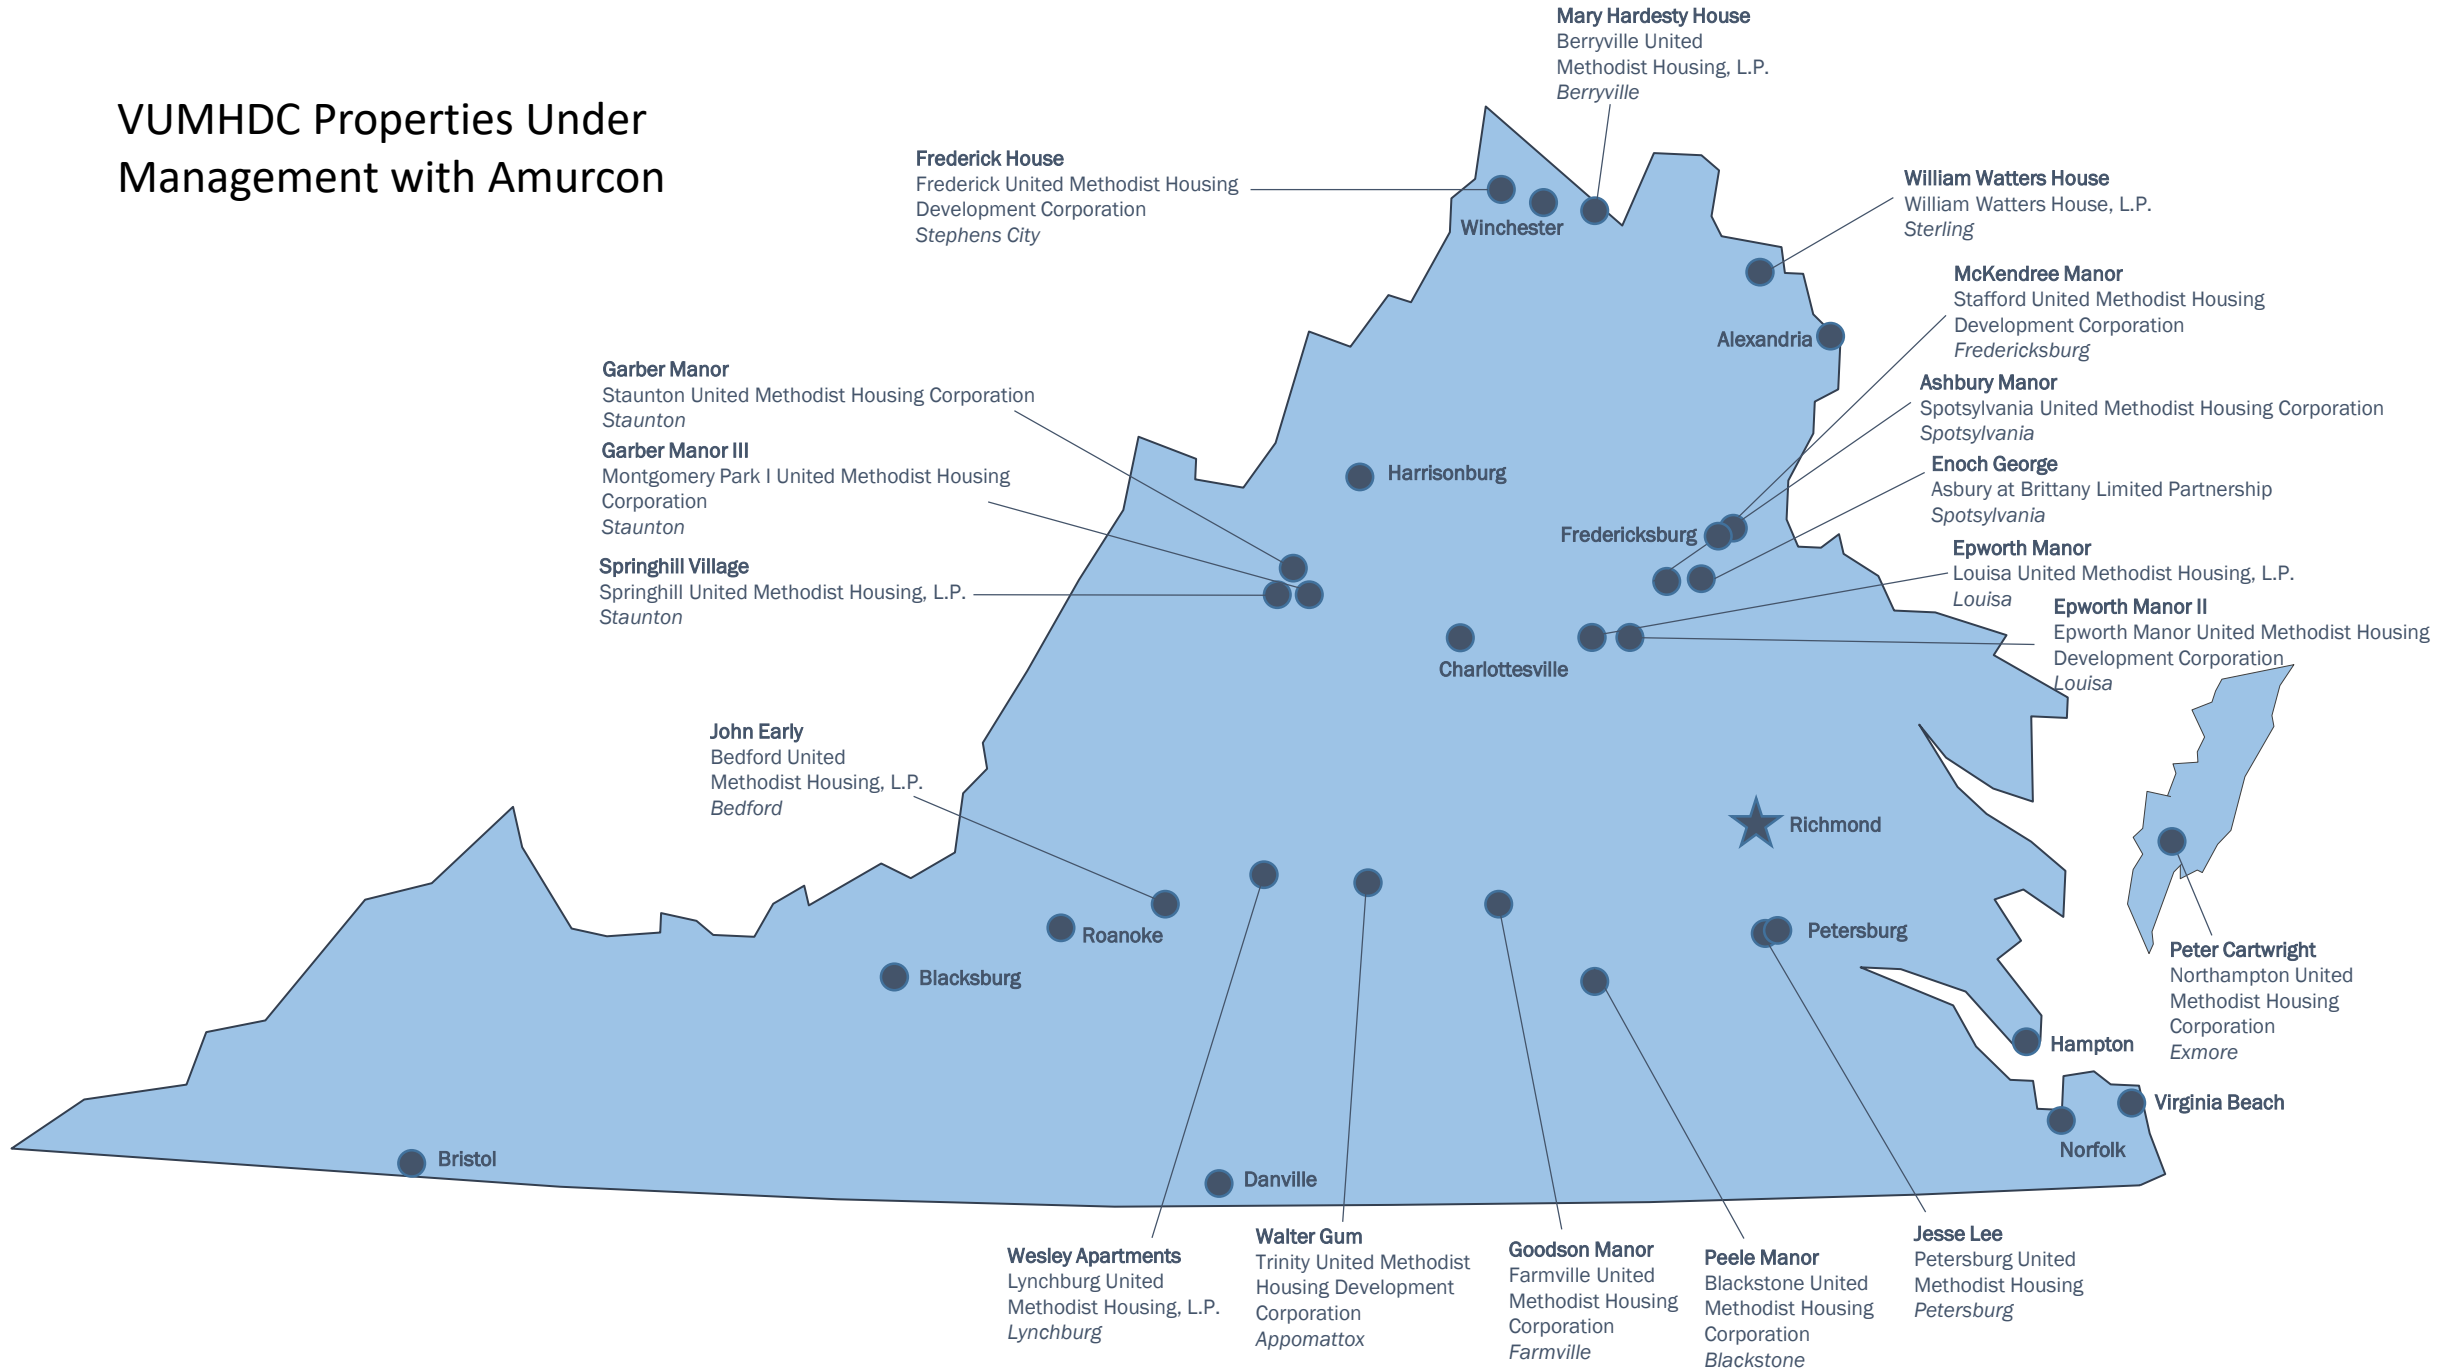 VUMHDC Properties Under
Management with Amurcon
Mary Hardesty House
Berryville United
Methodist Housing, L.P.
Berryville
Frederick House
Frederick United Methodist Housing
Development Corporation
Stephens City
Winchester
William Watters House
William Watters House, L.P.
Sterling
McKendree Manor
Stafford United Methodist Housing
Development Corporation
Fredericksburg
Alexandria
Garber Manor
Staunton United Methodist Housing Corporation
Staunton
Ashbury Manor
Spotsylvania United Methodist Housing Corporation
Spotsylvania
Garber Manor III
Montgomery Park I United Methodist Housing
Corporation
Staunton
Harrisonburg
Enoch George
Asbury at Brittany Limited Partnership
Spotsylvania
Fredericksburg
Springhill Village
Springhill United Methodist Housing, L.P.
Staunton
Epworth Manor
Louisa United Methodist Housing, L.P.
Louisa
Epworth Manor II
Epworth Manor United Methodist Housing
Development Corporation
Louisa
Charlottesville
John Early
Bedford United
Methodist Housing, L.P.
Bedford
Richmond
Roanoke
Petersburg
Blacksburg
Peter Cartwright
Northampton United
Methodist Housing
Corporation
Exmore
Hampton
Virginia Beach
Norfolk
Bristol
Danville
Wesley Apartments
Lynchburg United
Methodist Housing, L.P.
Lynchburg
Walter Gum
Trinity United Methodist
Housing Development
Corporation
Appomattox
Goodson Manor
Farmville United
Methodist Housing
Corporation
Farmville
Peele Manor
Blackstone United
Methodist Housing
Corporation
Blackstone
Jesse Lee
Petersburg United
Methodist Housing
Petersburg